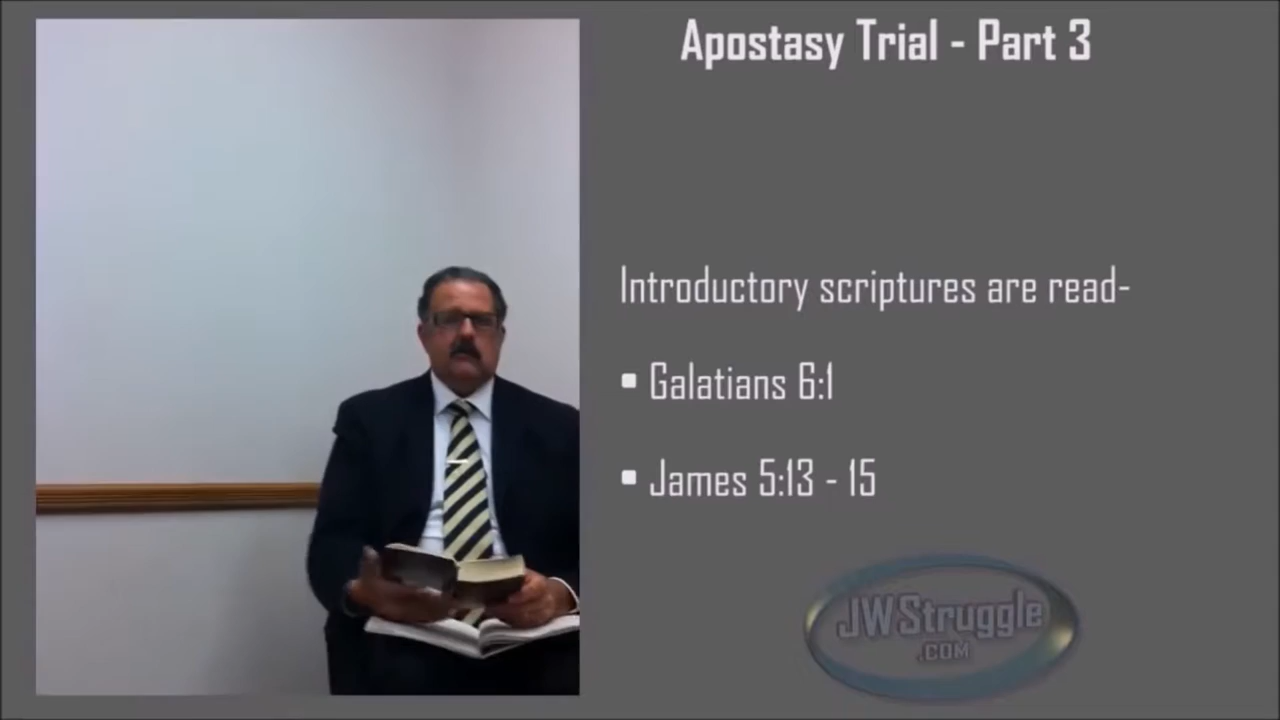 Apostasy Trial - Part 3
Introductory scriptures are read-
▪ Galatians 6:1
▪ James 5:13 - 15
JWStruggle
.COM